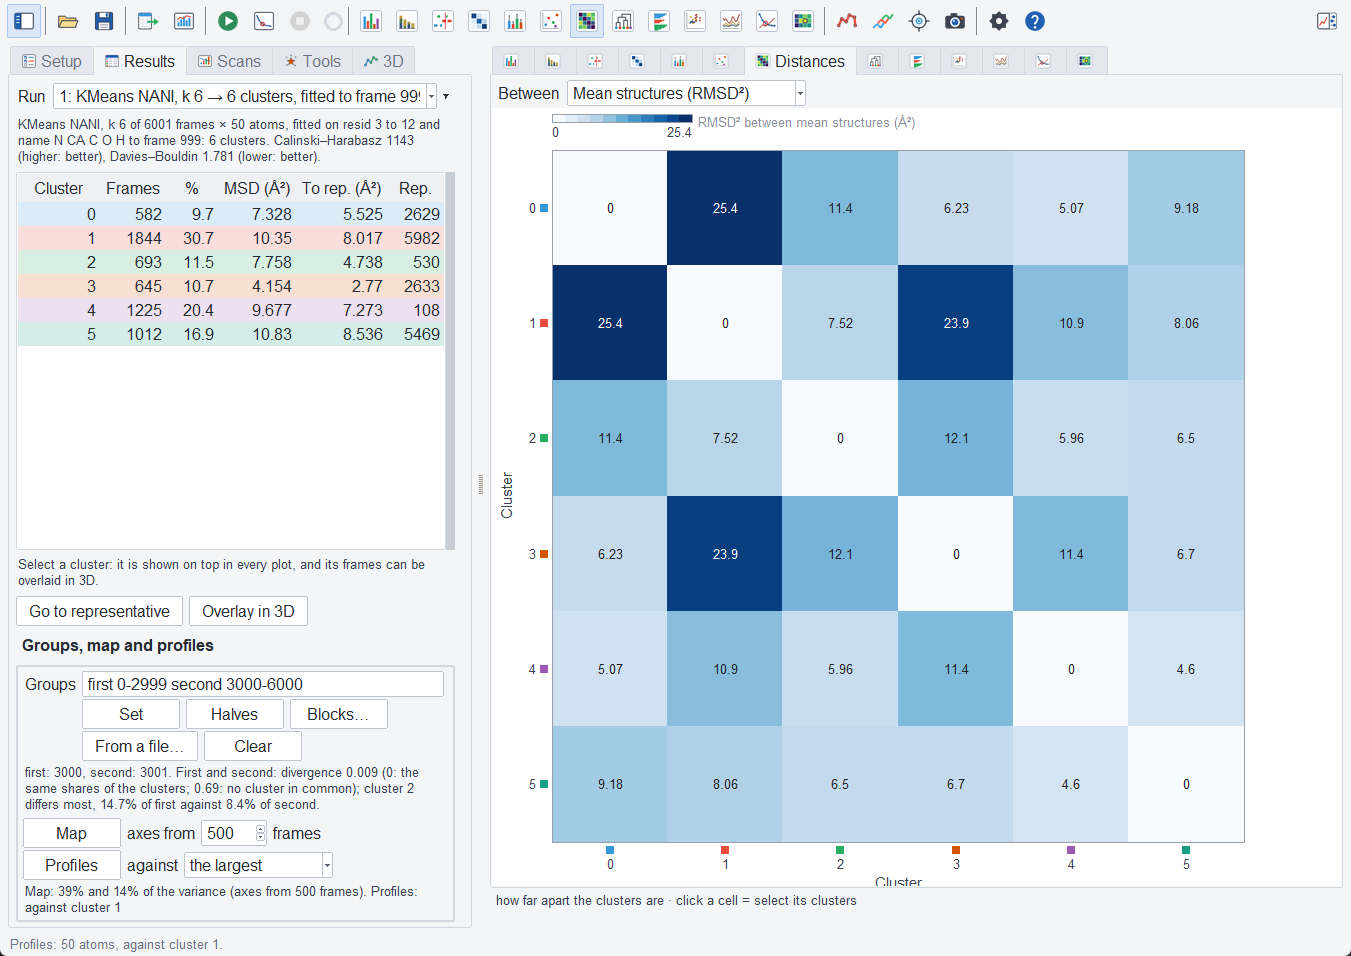 Setup
Results
Scans
Tools
3D
Distances
Run
1: KMeans NANI, k 6 → 6 clusters, fitted to frame 999
KMeans NANI, k 6 of 6001 frames × 50 atoms, fitted on resid 3 to 12 and
name N CA C O H to frame 999: 6 clusters. Calinski–Harabasz 1143
(higher: better), Davies–Bouldin 1.781 (lower: better).
Cluster Frames % MSD (Å²) To rep. (Å²) Rep.
0 582 9.7 7.328 5.525 2629
1 1844 30.7 10.35 8.017 5982
2 693 11.5 7.758 4.738 530
3 645 10.7 4.154 2.77 2633
4 1225 20.4 9.677 7.273 108
5 1012 16.9 10.83 8.536 5469
Select a cluster: it is shown on top in every plot, and its frames can be
overlaid in 3D.
Go to representative
Overlay in 3D
Groups, map and profiles
Groups first 0-2999 second 3000-6000
Set
Halves
Blocks…
From a file…
Clear
first: 3000, second: 3001. First and second: divergence 0.009 (0: the
same shares of the clusters; 0.69: no cluster in common); cluster 2
differs most, 14.7% of first against 8.4% of second.
Map axes from 500 frames
Profiles against the largest
Map: 39% and 14% of the variance (axes from 500 frames). Profiles:
against cluster 1
Profiles: 50 atoms, against cluster 1.
Between Mean structures (RMSD²)
RMSD² between mean structures (Å²)
0 25.4
0 0 25.4 11.4 6.23 5.07 9.18
1 25.4 0 7.52 23.9 10.9 8.06
2 11.4 7.52 0 12.1 5.96 6.5
Cluster
3 6.23 23.9 12.1 0 11.4 6.7
4 5.07 10.9 5.96 11.4 0 4.6
5 9.18 8.06 6.5 6.7 4.6 0
0 1 2 3 4 5
Cluster
how far apart the clusters are · click a cell = select its clusters